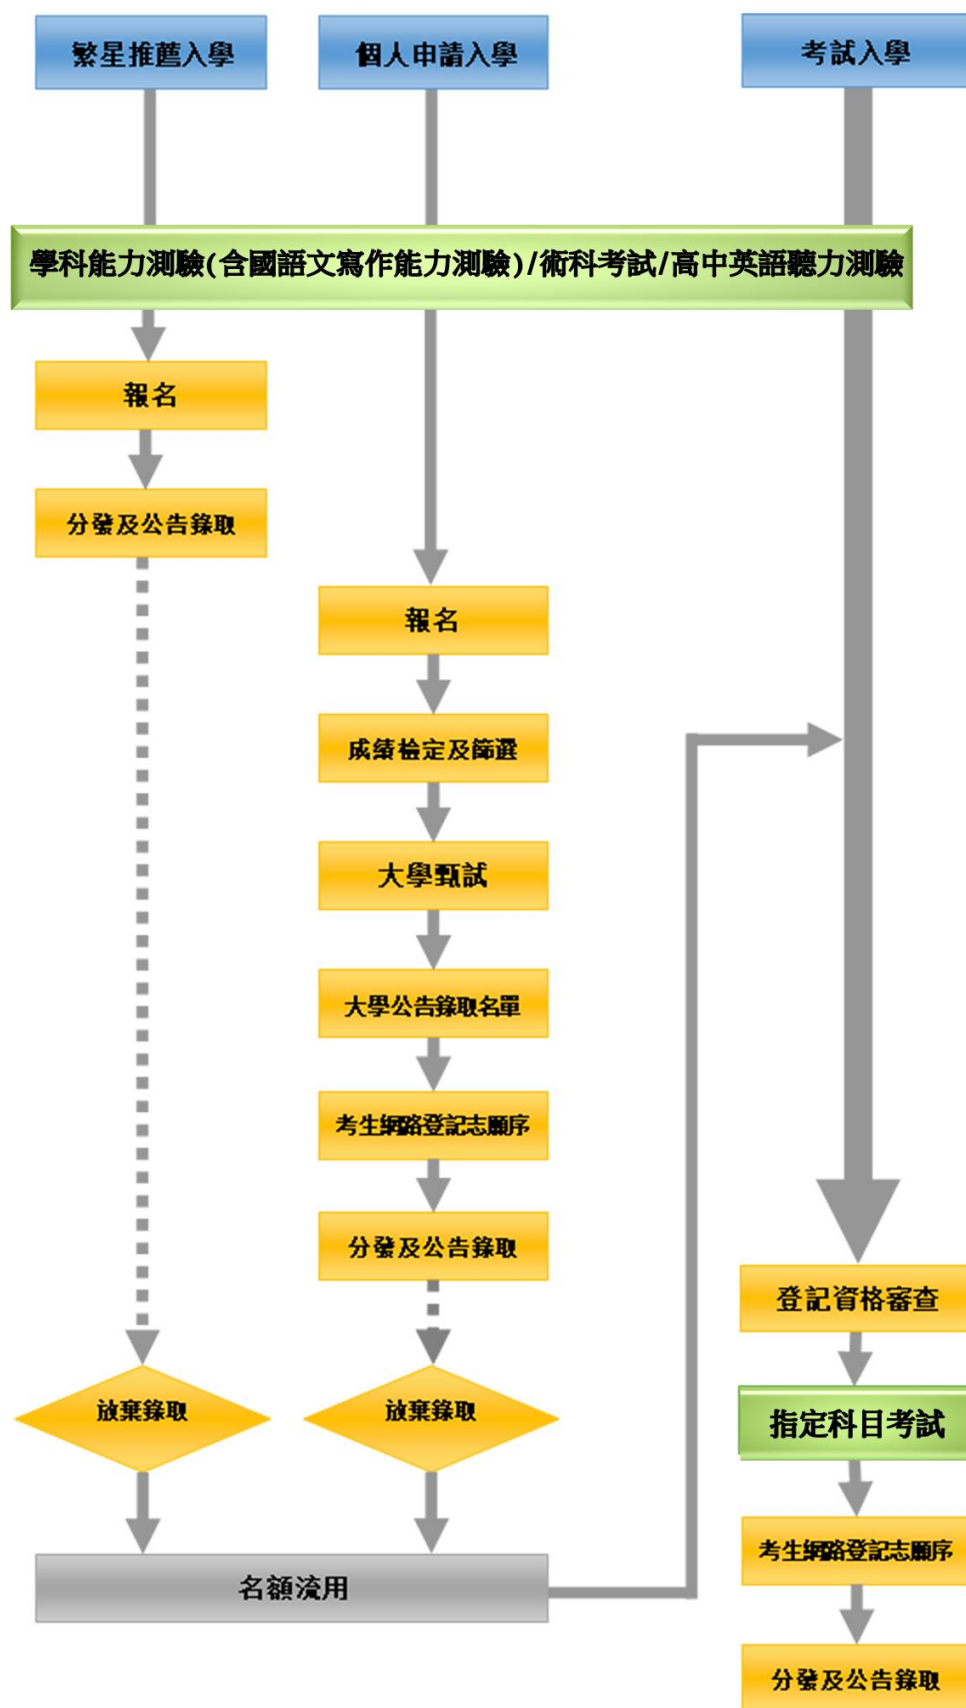 繁星推薦入學
個人申請入學
考試入學
學科能力測驗(含國語文寫作能力測驗)/術科考試/高中英語聽力測驗
報名
分發及公告錄取
報名
成績檢定及篩選
大學甄試
大學公告錄取名單
考生網路登記志願序
分發及公告錄取
放棄錄取
放棄錄取
名額流用
登記資格審查
指定科目考試
考生網路登記志願序
分發及公告錄取